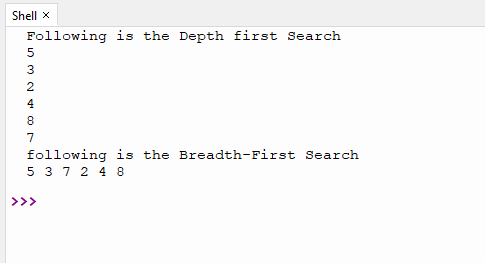 Shell ×
Following is the Depth first Search
5
3
2
4
8
7
following is the Breadth-First Search
5 3 7 2 4 8
>>>